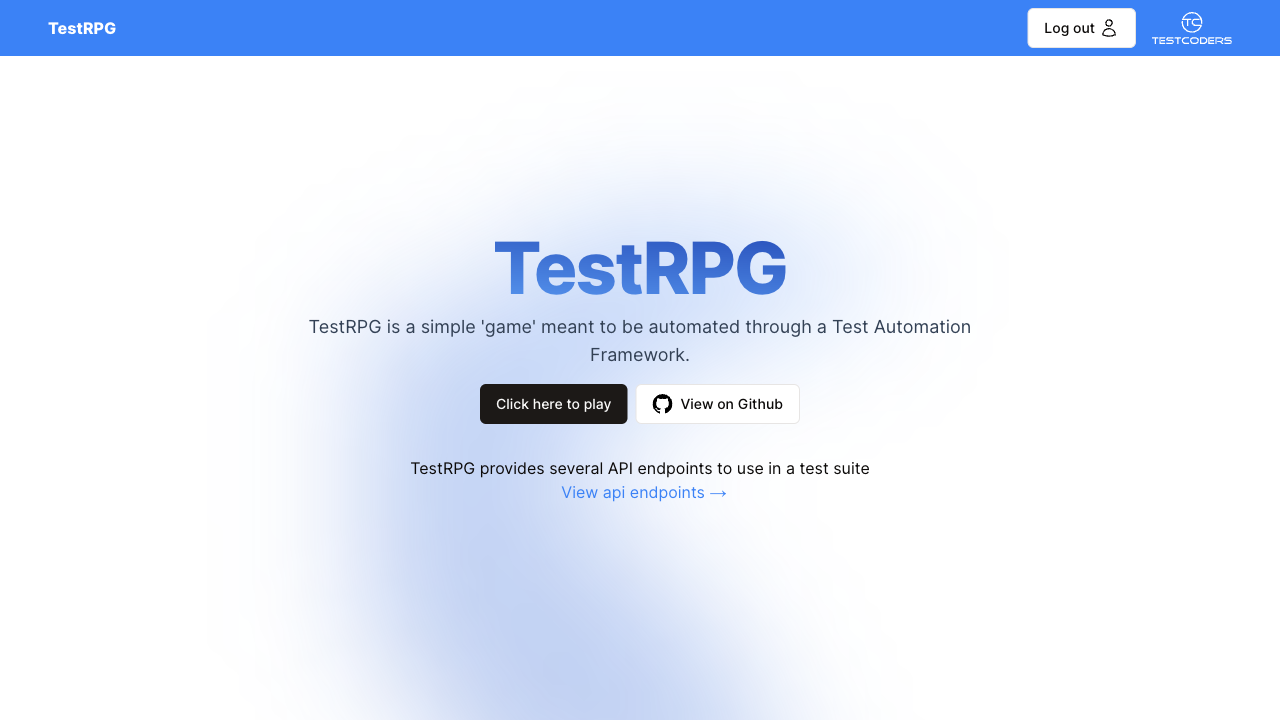 TestRPG
Log out
TC
TESTCODERS
TestRPG
TestRPG is a simple 'game' meant to be automated through a Test Automation
Framework.
Click here to play
View on Github
TestRPG provides several API endpoints to use in a test suite
View api endpoints →